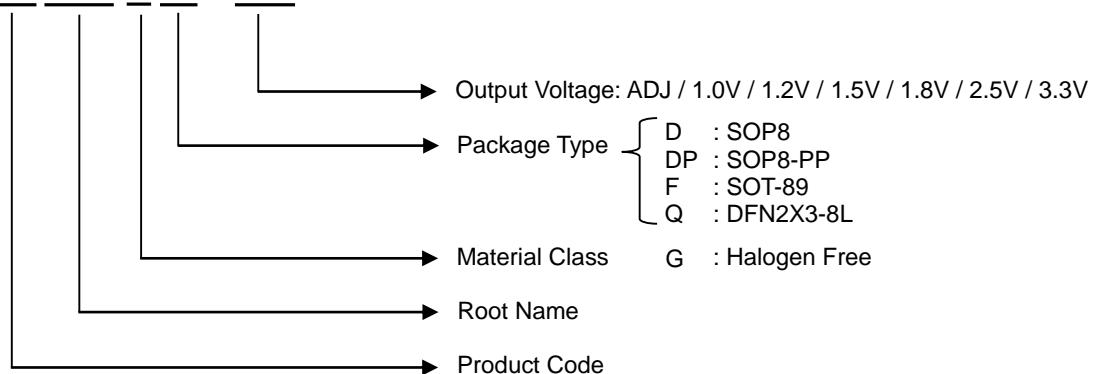 Output Voltage: ADJ / 1.0V / 1.2V / 1.5V / 1.8V / 2.5V / 3.3V
Package Type
D : SOP8
DP : SOP8-PP
F : SOT-89
Q : DFN2X3-8L
Material Class G : Halogen Free
Root Name
Product Code